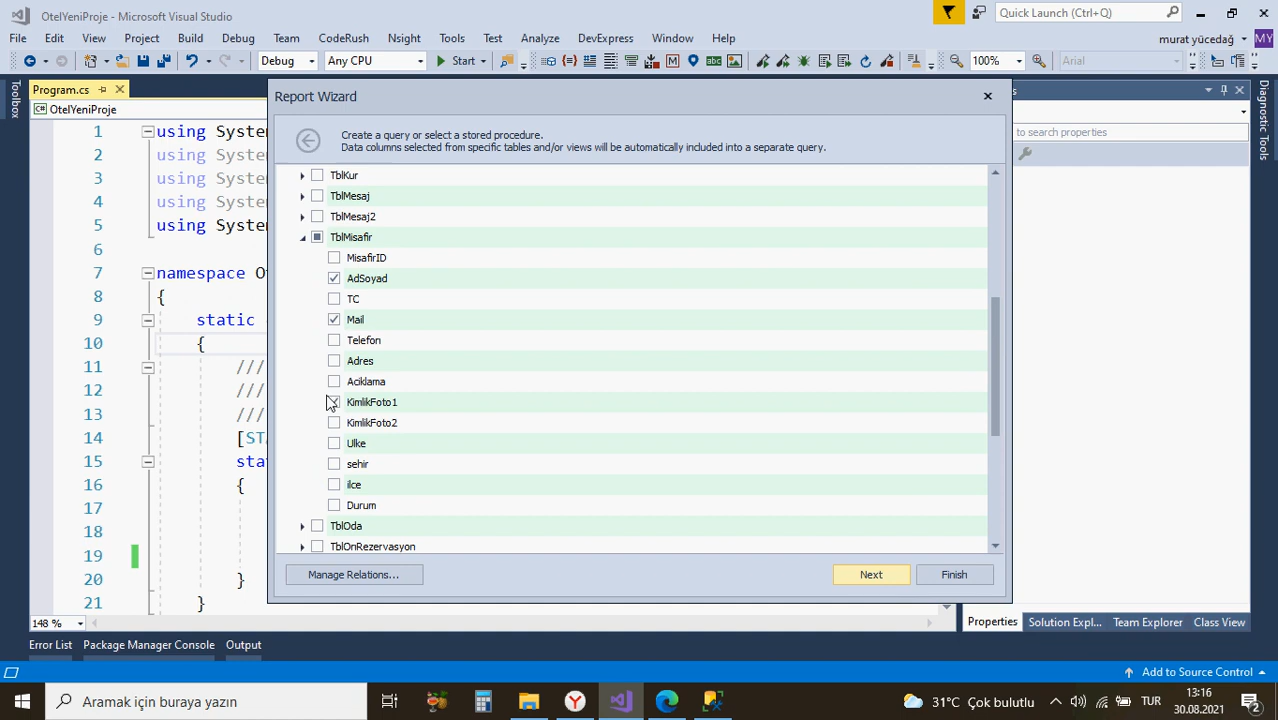 OtelYeniProje - Microsoft Visual Studio
Quick Launch (Ctrl+Q)
File Edit View Project Build Debug Team CodeRush Nsight Test Tools Analyze DevExpress Window Help
murat yücedağ MY
Debug Any CPU Start 100% Arial
Toolbox
Program.cs
OtelYeniProje
Report Wizard
Create a query or select a stored procedure.
Data columns selected from specific tables and/or views will be automatically included into a separate query.
to search properties
Diagnostic Tools
1 using System
2 using System
3 using System
4 using System
5 using System
6
7 namespace O
8 {
9 static
10 {
11 ///
12 ///
13 ///
14 [ST
15 sta
16 {
17
18
19
20 }
21 }
TblKur
TblMesaj
TblMesaj2
TblMisafir
MisafirID
AdSoyad
TC
Mail
Telefon
Adres
Aciklama
KimlikFoto1
KimlikFoto2
Ulke
sehir
ilce
Durum
TblOda
TblOnRezervasyon
Manage Relations...
Next
Finish
148 %
Properties Solution Expl... Team Explorer Class View
Error List Package Manager Console Output
Add to Source Control
Aramak için buraya yazın
31°C Çok bulutlu
TUR
13:16
30.08.2021
2